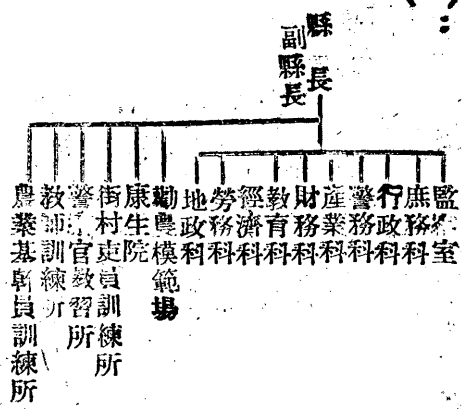 縣長
副縣長
監室
庶務科
行政科
警務科
産業科
財務科
教育科
經濟科
勞務科
地政科
勸農模範場
康生院
街村吏員訓練所
警官教習所
教師訓練所
農業基幹員訓練所